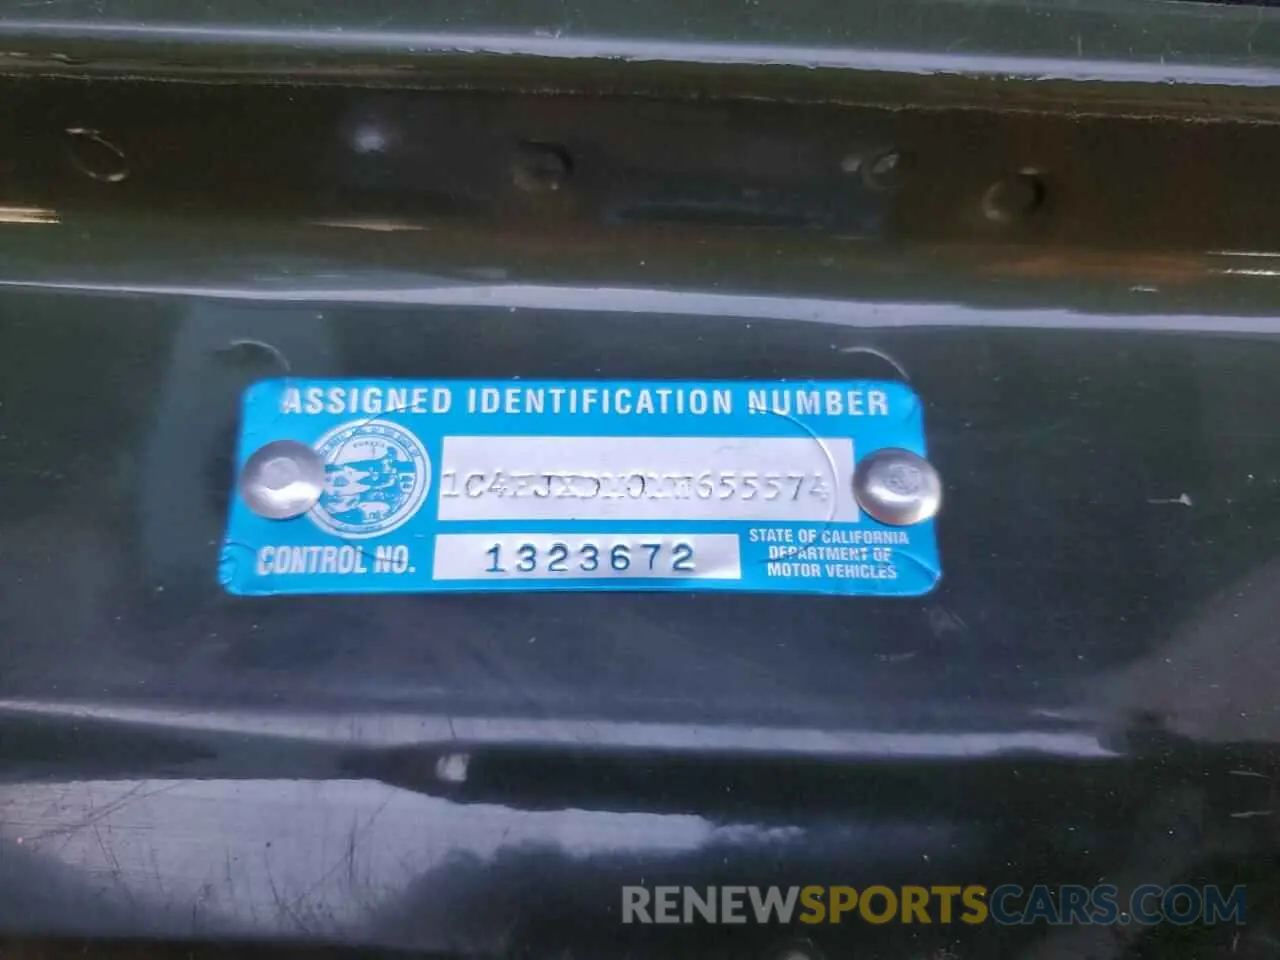 ASSIGNED IDENTIFICATION NUMBER
CONTROL NO.
1323672
STATE OF CALIFORNIA
DEPARTMENT OF
MOTOR VEHICLES
RENEWSPORTSCARS.COM